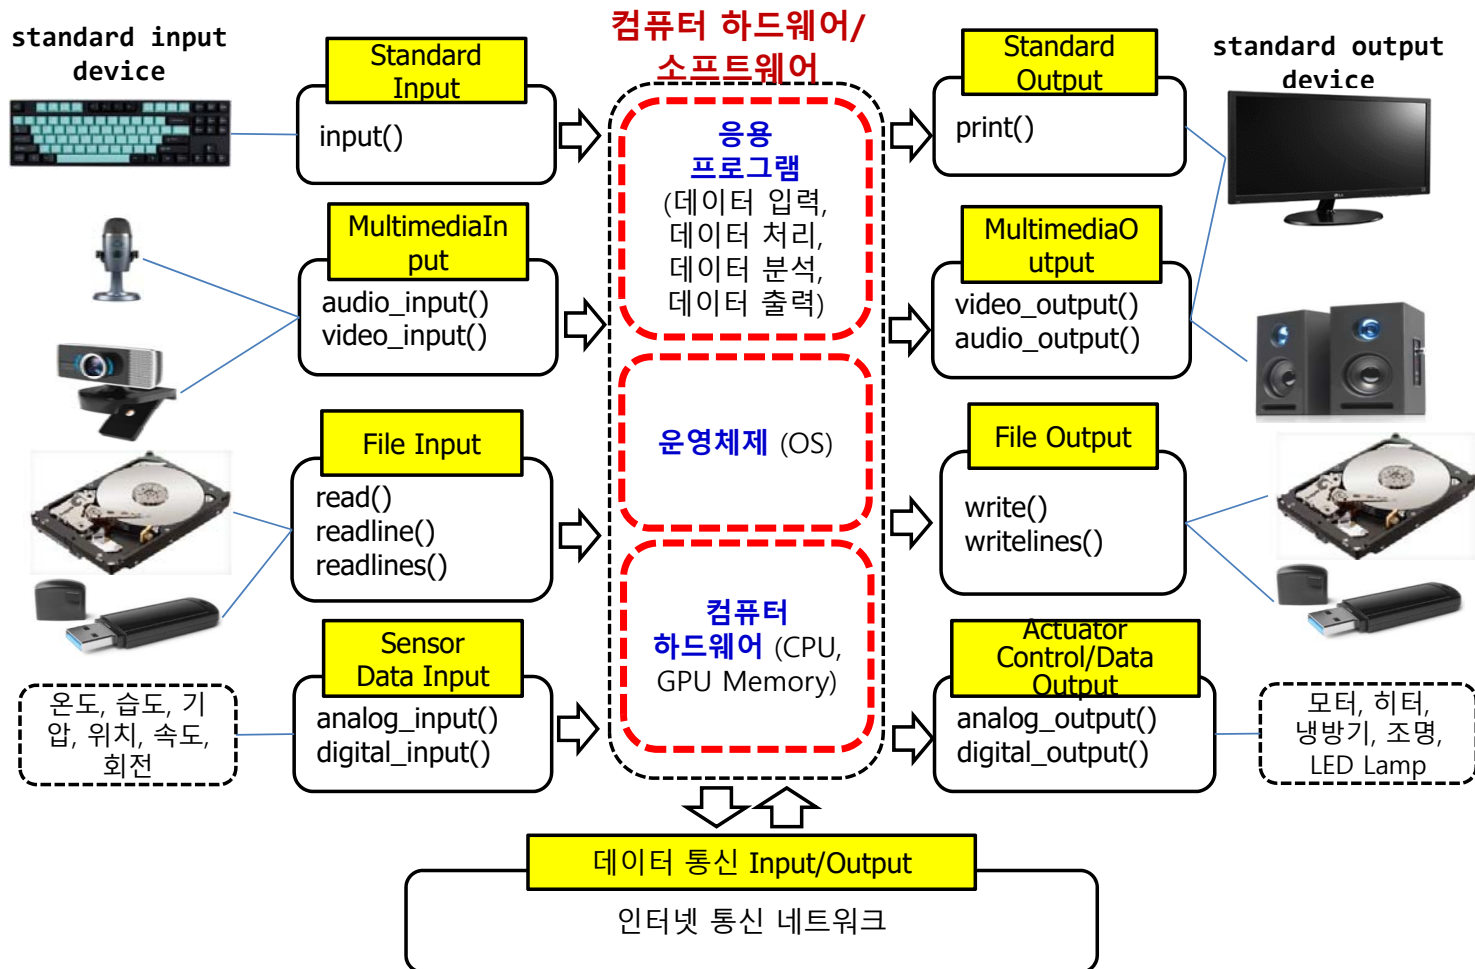 컴퓨터 하드웨어/
소프트웨어
standard input
device
Standard
Input
input()
MultimediaIn
put
audio_input()
video_input()
File Input
read()
readline()
readlines()
Sensor
Data Input
analog_input()
digital_input()
온도, 습도, 기
압, 위치, 속도,
회전
응용
프로그램
(데이터 입력,
데이터 처리,
데이터 분석,
데이터 출력)
운영체제 (OS)
컴퓨터
하드웨어 (CPU,
GPU Memory)
Standard
Output
print()
standard output
device
MultimediaO
utput
video_output()
audio_output()
File Output
write()
writelines()
Actuator
Control/Data
Output
analog_output()
digital_output()
모터, 히터,
냉방기, 조명,
LED Lamp
데이터 통신 Input/Output
인터넷 통신 네트워크